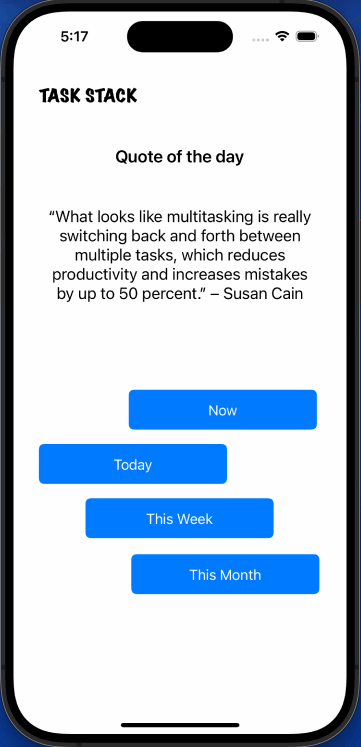 5:17
TASK STACK
Quote of the day
“What looks like multitasking is really
switching back and forth between
multiple tasks, which reduces
productivity and increases mistakes
by up to 50 percent.” – Susan Cain
Now
Today
This Week
This Month